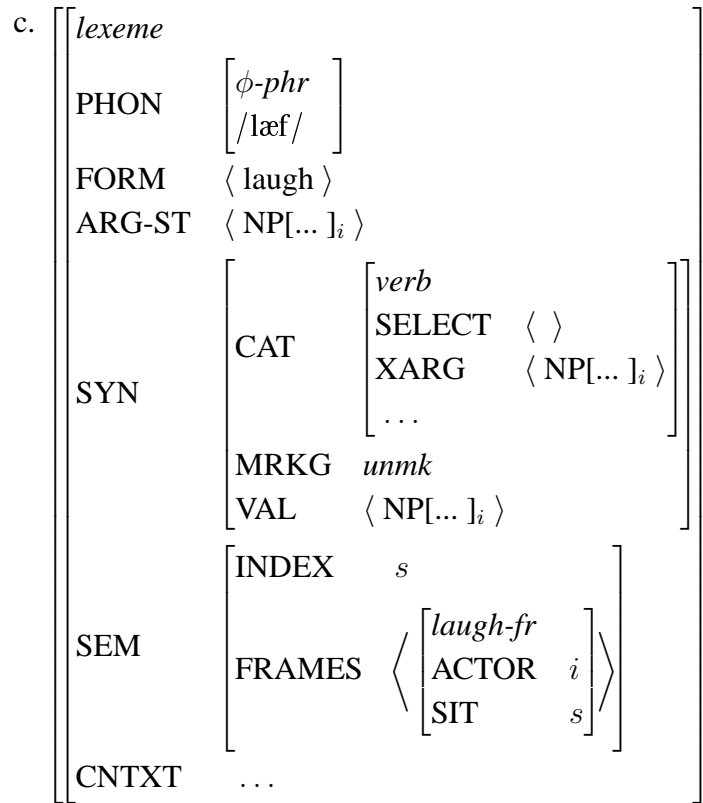 c. lexeme
PHON [ϕ-phr
/læf/]
FORM ⟨ laugh ⟩
ARG-ST ⟨ NP[... ]i ⟩
SYN
CAT
verb
SELECT ⟨ ⟩
XARG ⟨ NP[... ]i ⟩
...
MRKG unmk
VAL ⟨ NP[... ]i ⟩
SEM
INDEX s
FRAMES ⟨ [laugh-fr
ACTOR i
SIT s] ⟩
CNTXT ...